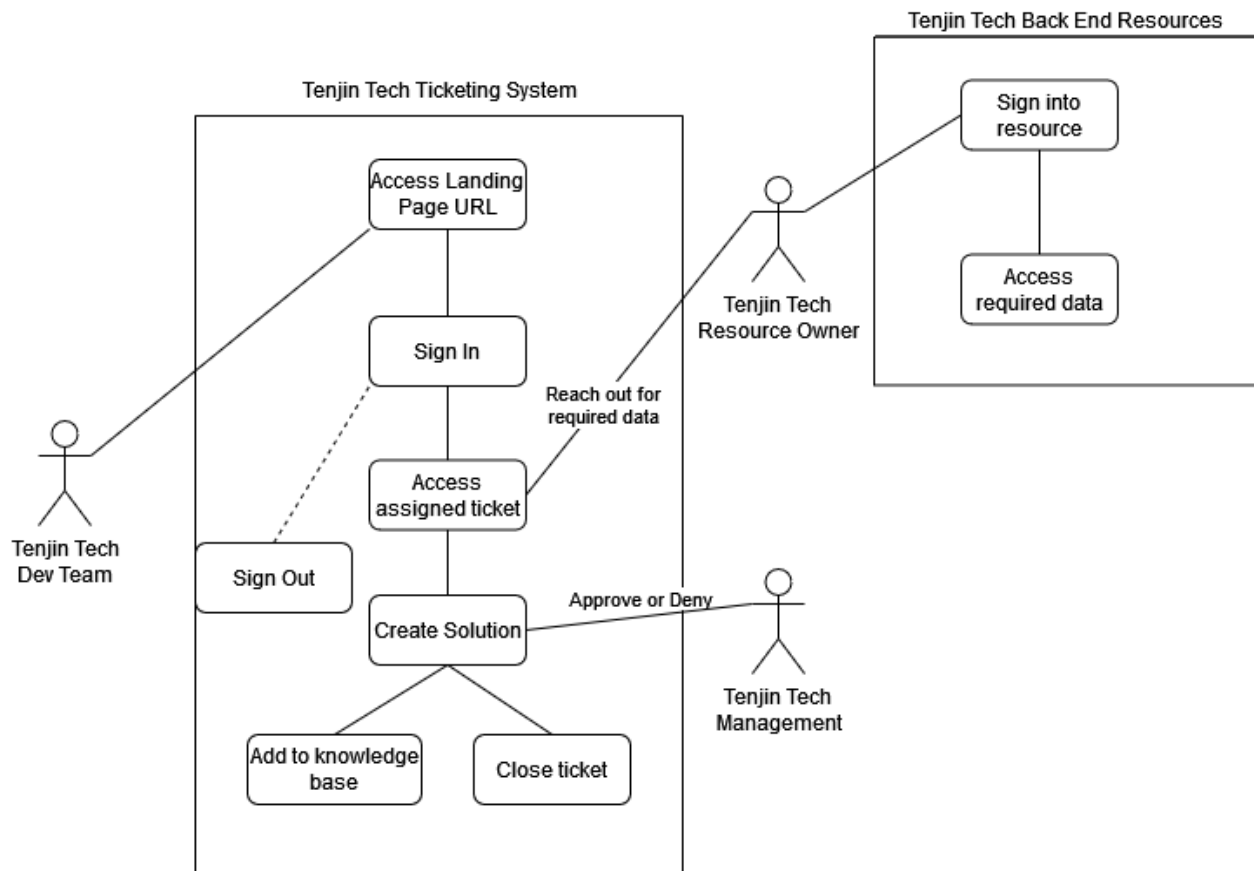 Tenjin Tech Back End Resources
Tenjin Tech Ticketing System
Sign into
resource
Access Landing
Page URL
Tenjin Tech
Resource Owner
Access
required data
Sign In
Reach out for
required data
Access
assigned ticket
Tenjin Tech
Dev Team
Sign Out
Create Solution
Approve or Deny
Tenjin Tech
Management
Add to knowledge
base
Close ticket